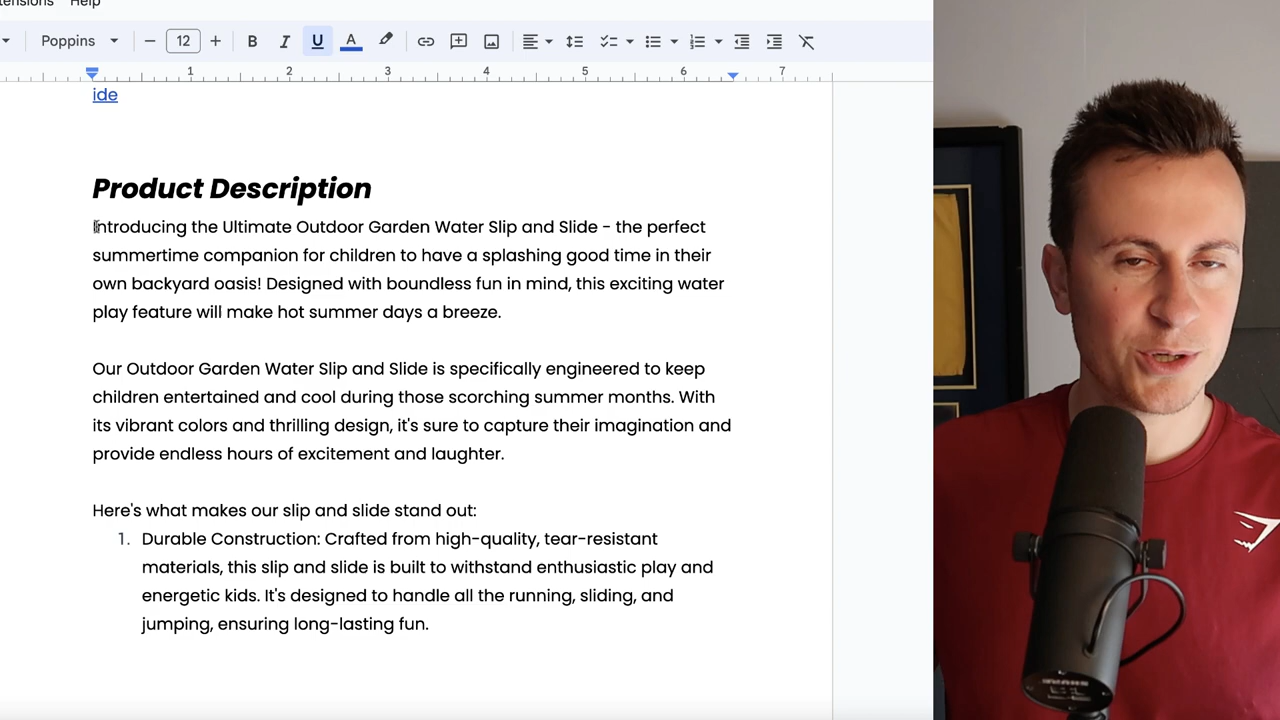 Help
Poppins
12
B I U A
1 2 3 4 5 6 7
ide
Product Description
Introducing the Ultimate Outdoor Garden Water Slip and Slide - the perfect
summertime companion for children to have a splashing good time in their
own backyard oasis! Designed with boundless fun in mind, this exciting water
play feature will make hot summer days a breeze.
Our Outdoor Garden Water Slip and Slide is specifically engineered to keep
children entertained and cool during those scorching summer months. With
its vibrant colors and thrilling design, it's sure to capture their imagination and
provide endless hours of excitement and laughter.
Here's what makes our slip and slide stand out:
1. Durable Construction: Crafted from high-quality, tear-resistant
materials, this slip and slide is built to withstand enthusiastic play and
energetic kids. It's designed to handle all the running, sliding, and
jumping, ensuring long-lasting fun.